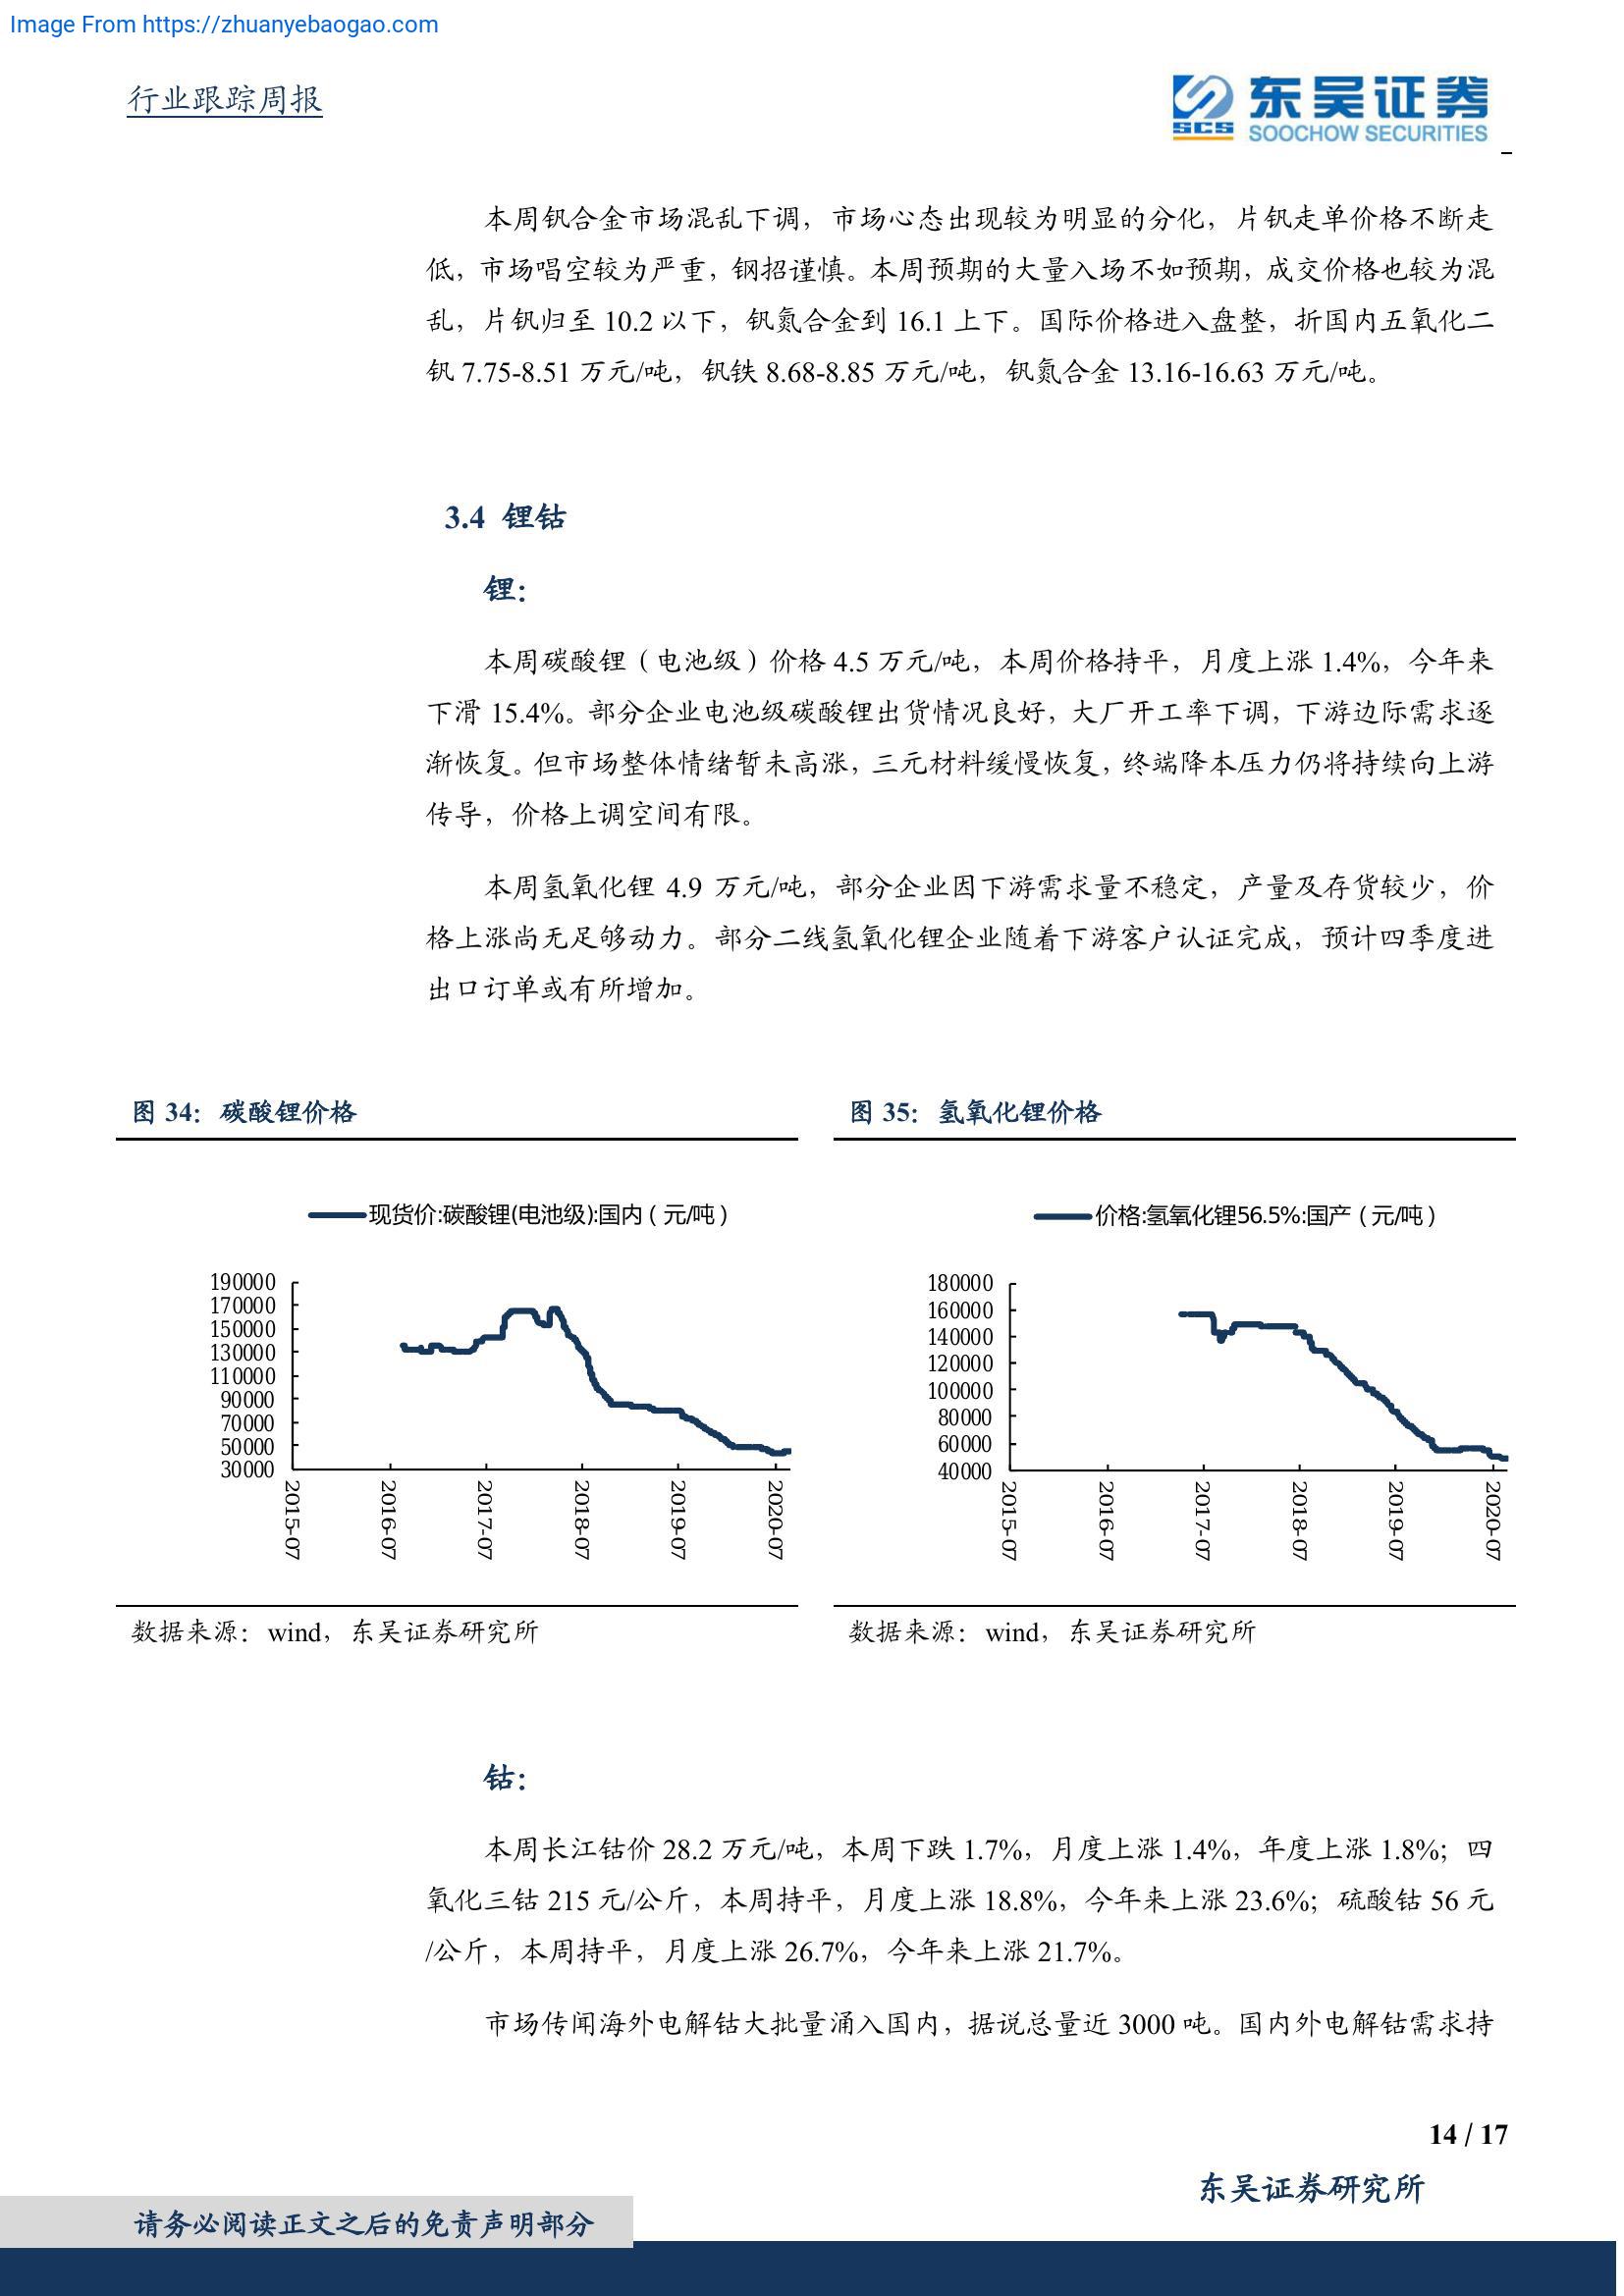 Image From https://zhuanyebaogao.com
行业跟踪周报
SCS
东吴证券
SOOCHOW SECURITIES
本周钒合金市场混乱下调，市场心态出现较为明显的分化，片钒走单价格不断走
低，市场唱空较为严重，钢招谨慎。本周预期的大量入场不如预期，成交价格也较为混
乱，片钒归至 10.2 以下，钒氮合金到 16.1 上下。国际价格进入盘整，折国内五氧化二
钒 7.75-8.51 万元/吨，钒铁 8.68-8.85 万元/吨，钒氮合金 13.16-16.63 万元/吨。
3.4 锂钴
锂：
本周碳酸锂（电池级）价格 4.5 万元/吨，本周价格持平，月度上涨 1.4%，今年来
下滑 15.4%。部分企业电池级碳酸锂出货情况良好，大厂开工率下调，下游边际需求逐
渐恢复。但市场整体情绪暂未高涨，三元材料缓慢恢复，终端降本压力仍将持续向上游
传导，价格上调空间有限。
本周氢氧化锂 4.9 万元/吨，部分企业因下游需求量不稳定，产量及存货较少，价
格上涨尚无足够动力。部分二线氢氧化锂企业随着下游客户认证完成，预计四季度进
出口订单或有所增加。
图 34：碳酸锂价格
现货价:碳酸锂(电池级):国内（元/吨）
190000
170000
150000
130000
110000
90000
70000
50000
30000
2015-07
2016-07
2017-07
2018-07
2019-07
2020-07
数据来源：wind，东吴证券研究所
图 35：氢氧化锂价格
价格:氢氧化锂56.5%:国产（元/吨）
180000
160000
140000
120000
100000
80000
60000
40000
2015-07
2016-07
2017-07
2018-07
2019-07
2020-07
数据来源：wind，东吴证券研究所
钴：
本周长江钴价 28.2 万元/吨，本周下跌 1.7%，月度上涨 1.4%，年度上涨 1.8%；四
氧化三钴 215 元/公斤，本周持平，月度上涨 18.8%，今年来上涨 23.6%；硫酸钴 56 元
/公斤，本周持平，月度上涨 26.7%，今年来上涨 21.7%。
市场传闻海外电解钴大批量涌入国内，据说总量近 3000 吨。国内外电解钴需求持
14 / 17
东吴证券研究所
请务必阅读正文之后的免责声明部分